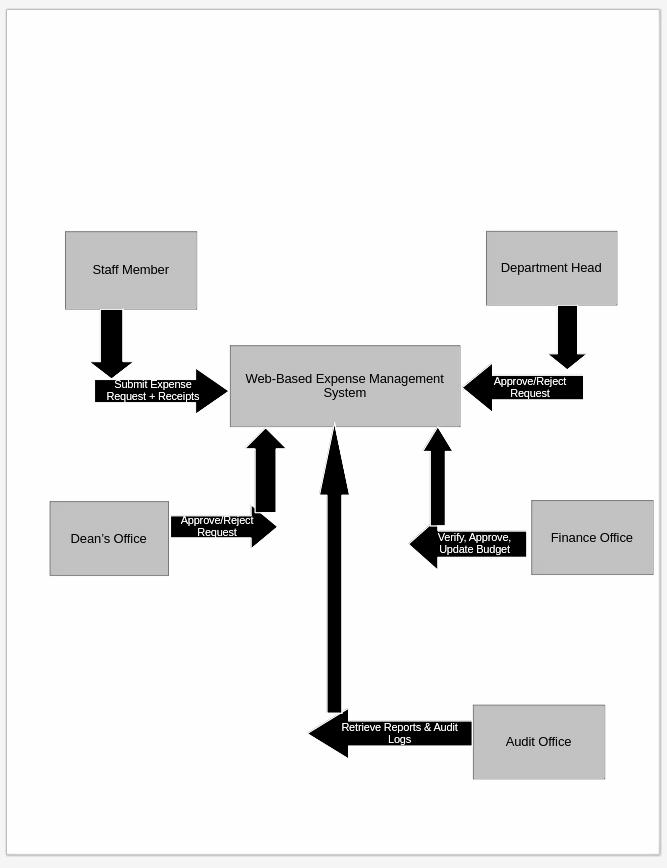 Staff Member
Department Head
Web-Based Expense Management
System
Submit Expense
Request + Receipts
Approve/Reject
Request
Approve/Reject
Request
Dean’s Office
Verify, Approve,
Update Budget
Finance Office
Retrieve Reports & Audit
Logs
Audit Office